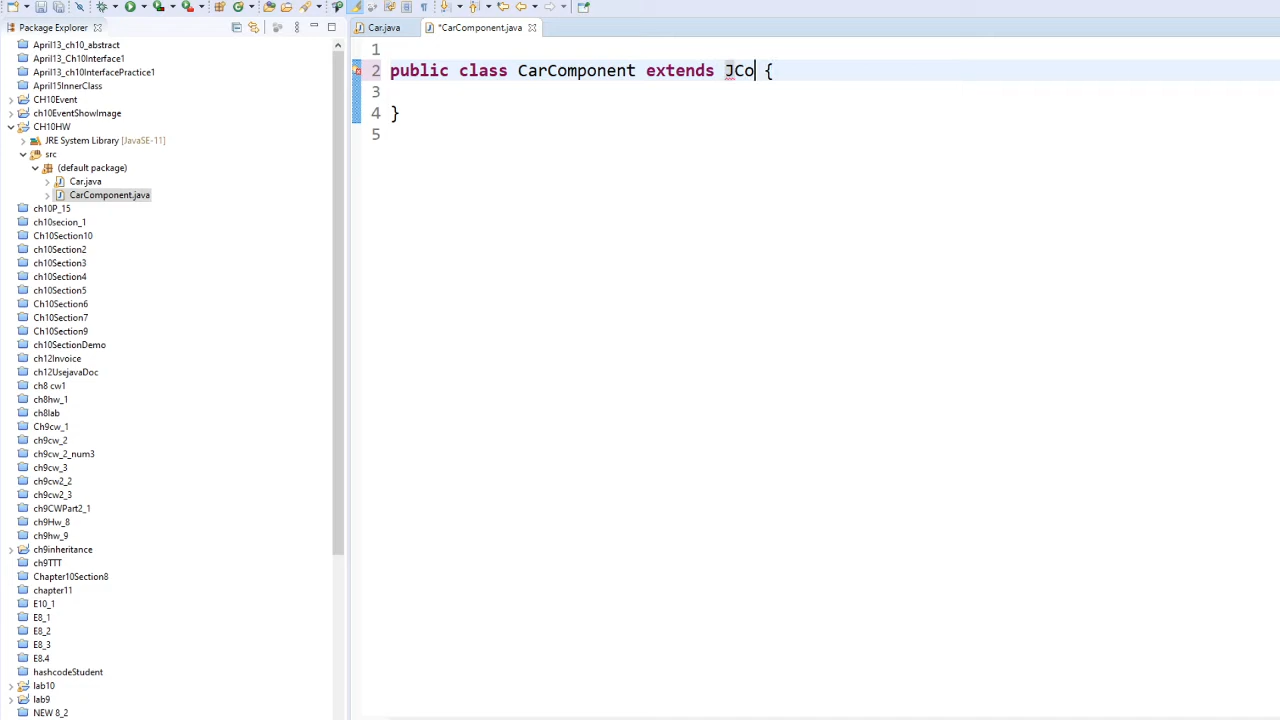 Package Explorer
April13_ch10_abstract
April13_Ch10Interface1
April13_ch10InterfacePractice1
April15InnerClass
CH10Event
ch10EventShowImage
CH10HW
JRE System Library [JavaSE-11]
src
(default package)
Car.java
CarComponent.java
ch10P_15
ch10secion_1
Ch10Section10
ch10Section2
ch10Section3
ch10Section4
ch10Section5
Ch10Section6
Ch10Section7
Ch10Section9
ch10SectionDemo
ch12Invoice
ch12UsejavaDoc
ch8 cw1
ch8hw_1
ch8lab
Ch9cw_1
ch9cw_2
ch9cw_2_num3
ch9cw_3
ch9cw2_2
ch9cw2_3
ch9CWPart2_1
ch9Hw_8
ch9hw_9
ch9inheritance
ch9TTT
Chapter10Section8
chapter11
E10_1
E8_1
E8_2
E8_3
E8.4
hashcodeStudent
lab10
lab9
NEW 8_2
Car.java
*CarComponent.java
1
2 public class CarComponent extends JCo {
3
4 }
5